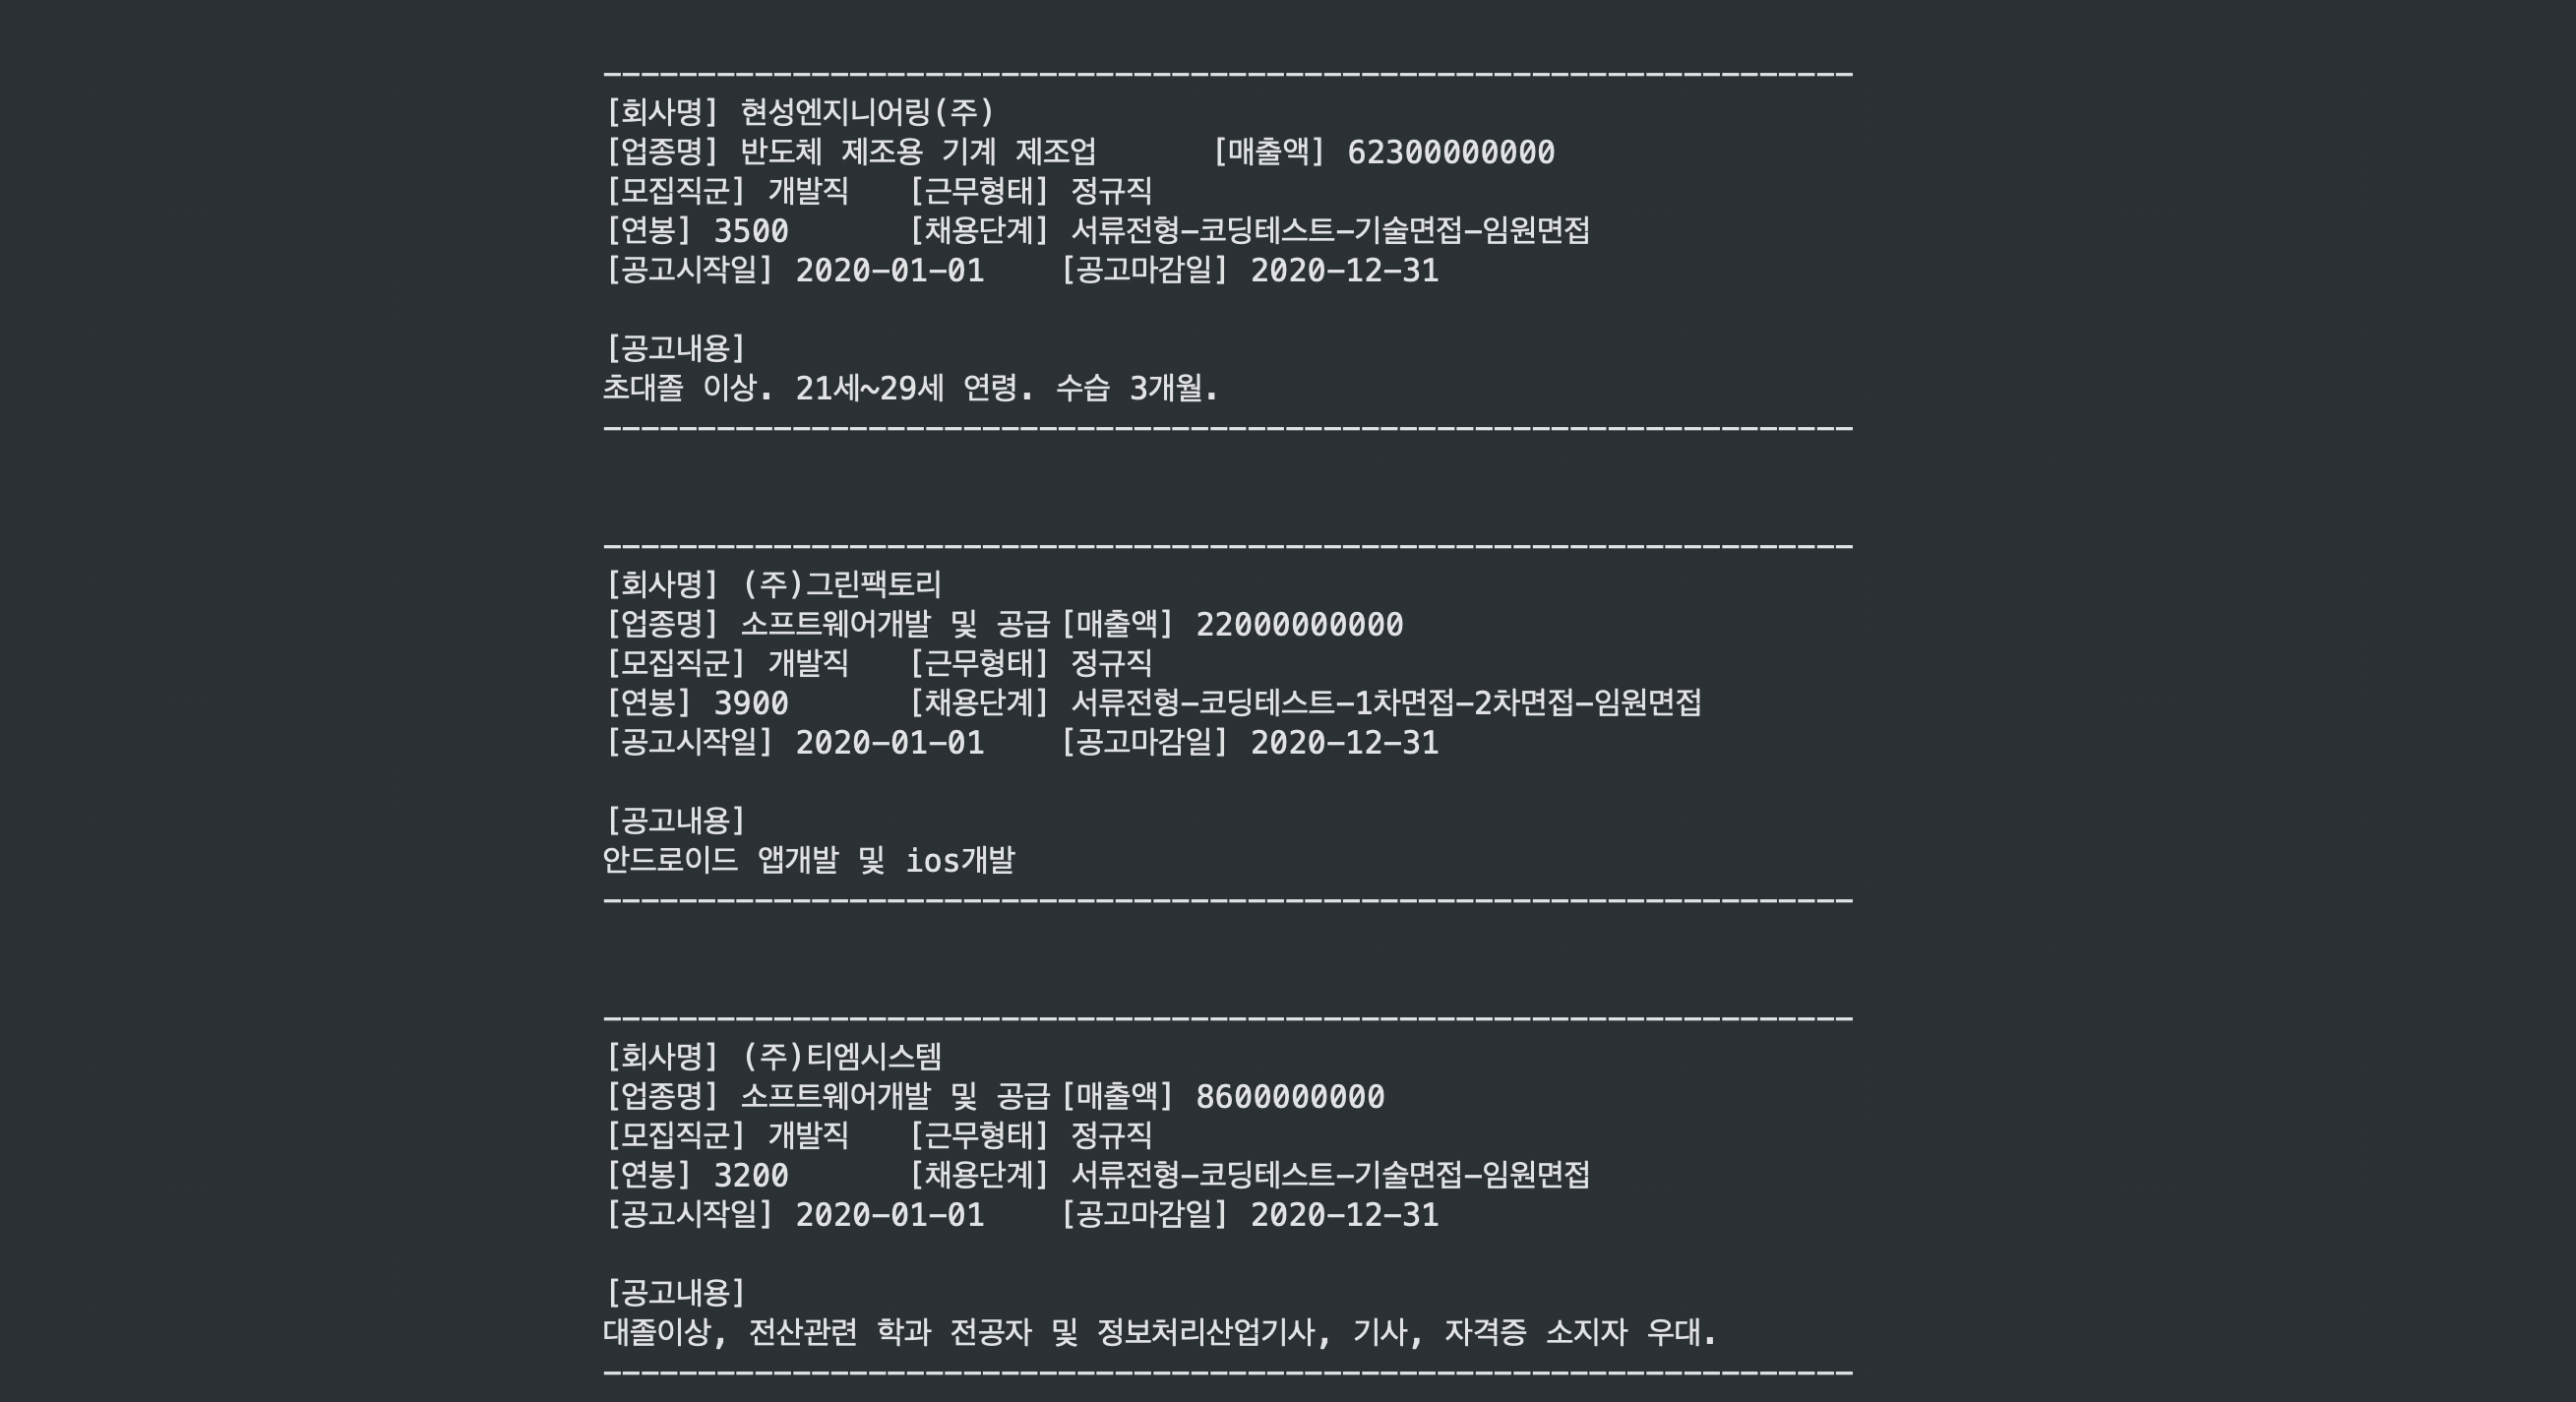 ------------------------------------------------------------------
[회사명] 현성엔지니어링(주)
[업종명] 반도체 제조용 기계 제조업 [매출액] 62300000000
[모집직군] 개발직 [근무형태] 정규직
[연봉] 3500 [채용단계] 서류전형-코딩테스트-기술면접-임원면접
[공고시작일] 2020-01-01 [공고마감일] 2020-12-31
[공고내용]
초대졸 이상. 21세~29세 연령. 수습 3개월.
------------------------------------------------------------------
------------------------------------------------------------------
[회사명] (주)그린팩토리
[업종명] 소프트웨어개발 및 공급 [매출액] 22000000000
[모집직군] 개발직 [근무형태] 정규직
[연봉] 3900 [채용단계] 서류전형-코딩테스트-1차면접-2차면접-임원면접
[공고시작일] 2020-01-01 [공고마감일] 2020-12-31
[공고내용]
안드로이드 앱개발 및 ios개발
------------------------------------------------------------------
------------------------------------------------------------------
[회사명] (주)티엠시스템
[업종명] 소프트웨어개발 및 공급 [매출액] 8600000000
[모집직군] 개발직 [근무형태] 정규직
[연봉] 3200 [채용단계] 서류전형-코딩테스트-기술면접-임원면접
[공고시작일] 2020-01-01 [공고마감일] 2020-12-31
[공고내용]
대졸이상, 전산관련 학과 전공자 및 정보처리산업기사, 기사, 자격증 소지자 우대.
------------------------------------------------------------------